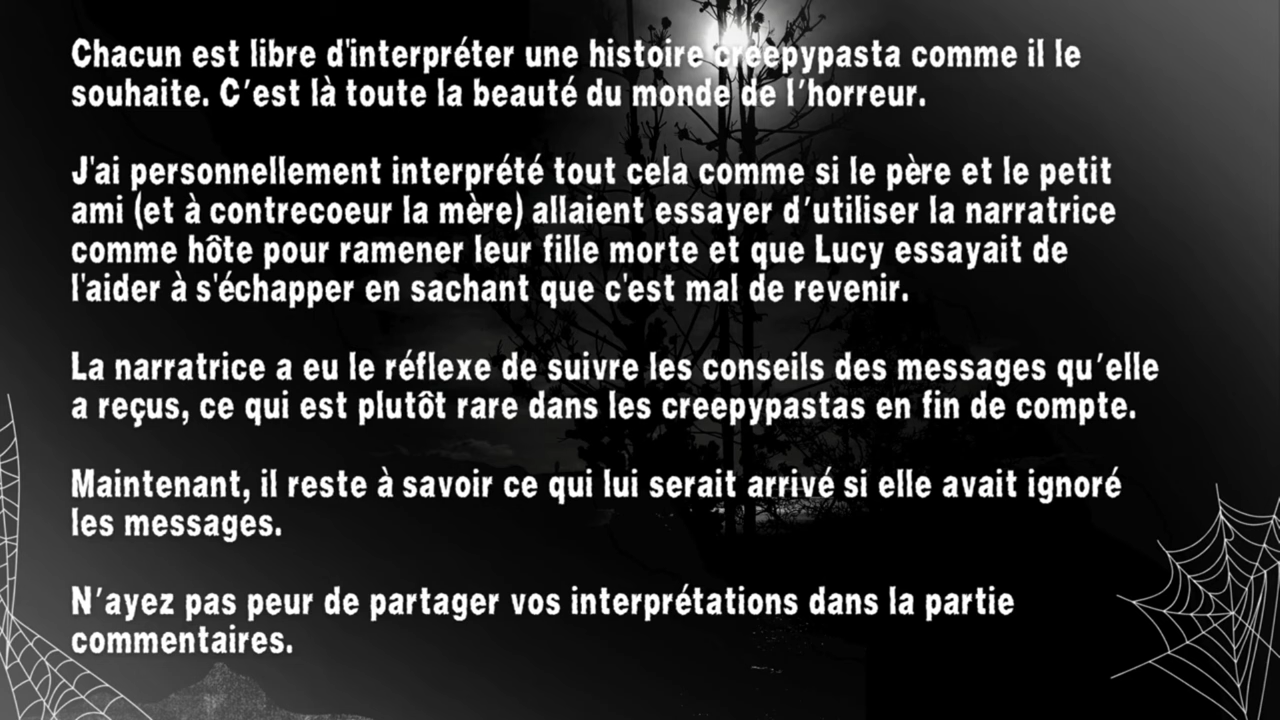 Chacun est libre d'interpréter une histoire creepypasta comme il le
souhaite. C'est là toute la beauté du monde de l'horreur.
J'ai personnellement interprété tout cela comme si le père et le petit
ami (et à contrecoeur la mère) allaient essayer d'utiliser la narratrice
comme hôte pour ramener leur fille morte et que Lucy essayait de
l'aider à s'échapper en sachant que c'est mal de revenir.
La narratrice a eu le réflexe de suivre les conseils des messages qu'elle
a reçus, ce qui est plutôt rare dans les creepypastas en fin de compte.
Maintenant, il reste à savoir ce qui lui serait arrivé si elle avait ignoré
les messages.
N'ayez pas peur de partager vos interprétations dans la partie
commentaires.